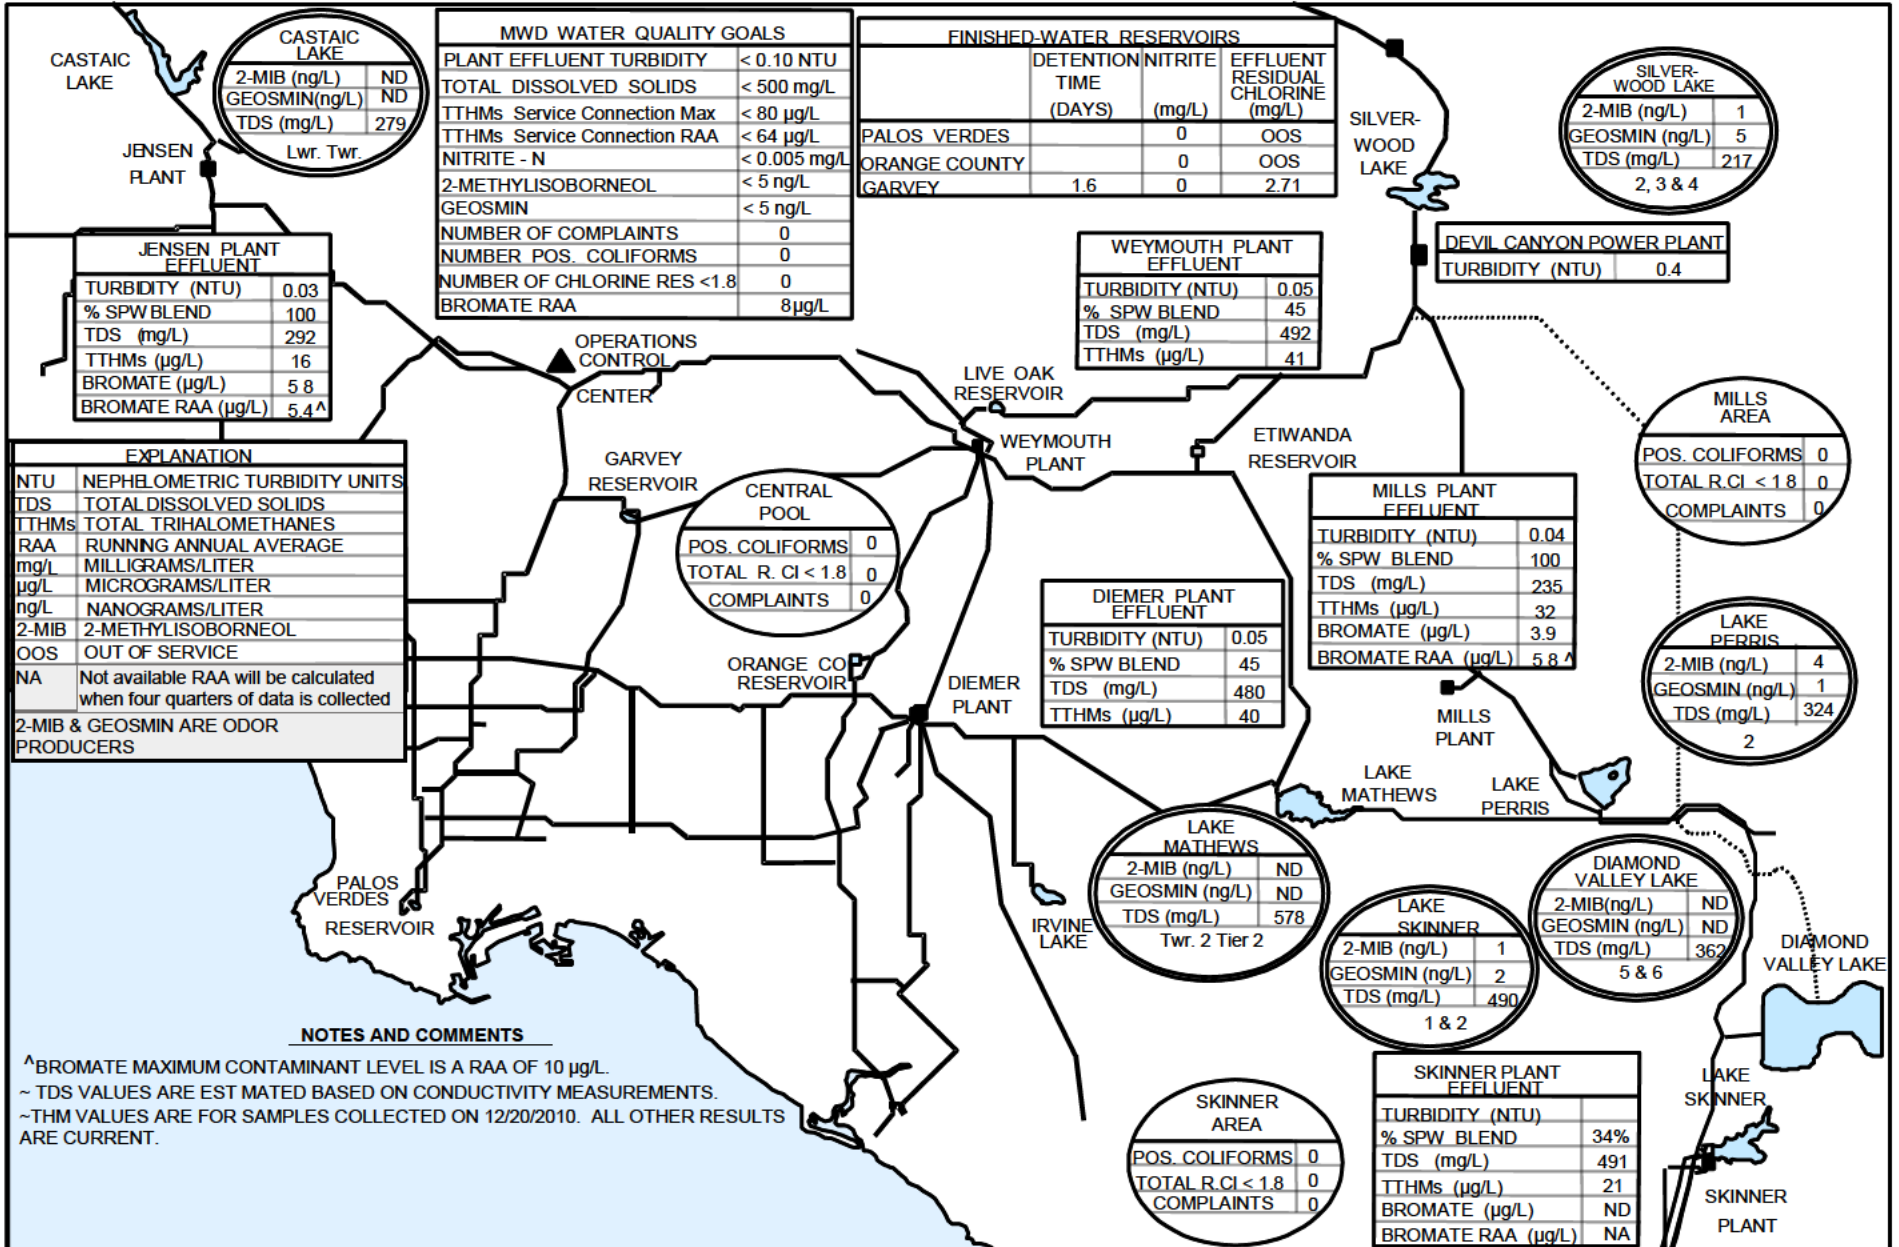 CASTAIC
LAKE
CASTAIC
LAKE
2-MIB (ng/L) ND
GEOSMIN(ng/L) ND
TDS (mg/L) 279
Lwr. Twr.
JENSEN
PLANT
MWD WATER QUALITY GOALS
PLANT EFFLUENT TURBIDITY < 0.10 NTU
TOTAL DISSOLVED SOLIDS < 500 mg/L
TTHMs Service Connection Max < 80 µg/L
TTHMs Service Connection RAA < 64 µg/L
NITRITE - N < 0.005 mg/L
2-METHYLISOBORNEOL < 5 ng/L
GEOSMIN < 5 ng/L
NUMBER OF COMPLAINTS 0
NUMBER POS. COLIFORMS 0
NUMBER OF CHLORINE RES <1.8 0
BROMATE RAA 8µg/L
FINISHED-WATER RESERVOIRS
DETENTION NITRITE EFFLUENT
RESIDUAL
TIME CHLORINE
(DAYS) (mg/L) (mg/L)
PALOS VERDES 0 OOS
ORANGE COUNTY 0 OOS
GARVEY 1.6 0 2.71
SILVER-
WOOD
LAKE
SILVER-
WOOD LAKE
2-MIB (ng/L) 1
GEOSMIN (ng/L) 5
TDS (mg/L) 217
2, 3 & 4
DEVIL CANYON POWER PLANT
TURBIDITY (NTU) 0.4
JENSEN PLANT
EFFLUENT
TURBIDITY (NTU) 0.03
% SPW BLEND 100
TDS (mg/L) 292
TTHMs (µg/L) 16
BROMATE (µg/L) 5 8
BROMATE RAA (µg/L) 5.4^
WEYMOUTH PLANT
EFFLUENT
TURBIDITY (NTU) 0.05
% SPW BLEND 45
TDS (mg/L) 492
TTHMs (µg/L) 41
OPERATIONS
CONTROL
CENTER
LIVE OAK
RESERVOIR
WEYMOUTH
PLANT
ETIWANDA
RESERVOIR
GARVEY
RESERVOIR
MILLS
AREA
POS. COLIFORMS 0
TOTAL R.Cl < 1 8 0
COMPLAINTS 0
EXPLANATION
NTU NEPHELOMETRIC TURBIDITY UNITS
TDS TOTAL DISSOLVED SOLIDS
TTHMs TOTAL TRIHALOMETHANES
RAA RUNNING ANNUAL AVERAGE
mg/L MILLIGRAMS/LITER
µg/L MICROGRAMS/LITER
ng/L NANOGRAMS/LITER
2-MIB 2-METHYLISOBORNEOL
OOS OUT OF SERVICE
NA Not available RAA will be calculated
when four quarters of data is collected
2-MIB & GEOSMIN ARE ODOR
PRODUCERS
CENTRAL
POOL
POS. COLIFORMS 0
TOTAL R. Cl < 1.8 0
COMPLAINTS 0
MILLS PLANT
EFFLUENT
TURBIDITY (NTU) 0.04
% SPW BLEND 100
TDS (mg/L) 235
TTHMs (µg/L) 32
BROMATE (µg/L) 3.9
BROMATE RAA (µg/L) 5 8 ^
DIEMER PLANT
EFFLUENT
TURBIDITY (NTU) 0.05
% SPW BLEND 45
TDS (mg/L) 480
TTHMs (µg/L) 40
LAKE
PERRIS
2-MIB (ng/L) 4
GEOSMIN (ng/L) 1
TDS (mg/L) 324
2
ORANGE CO
RESERVOIR
DIEMER
PLANT
MILLS
PLANT
LAKE
MATHEWS
LAKE
PERRIS
LAKE
MATHEWS
2-MIB (ng/L) ND
GEOSMIN (ng/L) ND
TDS (mg/L) 578
Twr. 2 Tier 2
DIAMOND
VALLEY LAKE
2-MIB(ng/L) ND
GEOSMIN (ng/L) ND
TDS (mg/L) 362
5 & 6
LAKE
SKINNER
2-MIB (ng/L) 1
GEOSMIN (ng/L) 2
TDS (mg/L) 490
1 & 2
PALOS
VERDES
RESERVOIR
IRVINE
LAKE
DIAMOND
VALLEY LAKE
NOTES AND COMMENTS
^BROMATE MAXIMUM CONTAMINANT LEVEL IS A RAA OF 10 µg/L.
~ TDS VALUES ARE EST MATED BASED ON CONDUCTIVITY MEASUREMENTS.
~THM VALUES ARE FOR SAMPLES COLLECTED ON 12/20/2010. ALL OTHER RESULTS
ARE CURRENT.
SKINNER
AREA
POS. COLIFORMS 0
TOTAL R.Cl < 1.8 0
COMPLAINTS 0
SKINNER PLANT
EFFLUENT
TURBIDITY (NTU)
% SPW BLEND 34%
TDS (mg/L) 491
TTHMs (µg/L) 21
BROMATE (µg/L) ND
BROMATE RAA (µg/L) NA
LAKE
SKINNER
SKINNER
PLANT